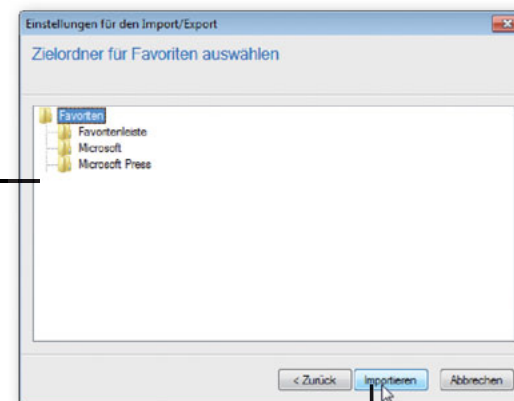 Einstellungen für den Import/Export
Zielordner für Favoriten auswählen
Favoriten
Favoritenleiste
Microsoft
Microsoft Press
< Zurück Importieren Abbrechen